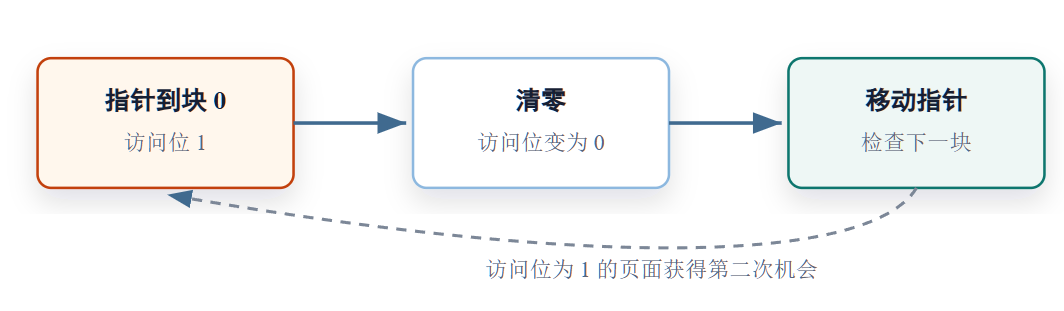 指针到块 0
访问位 1
清零
访问位变为 0
移动指针
检查下一块
访问位为 1 的页面获得第二次机会